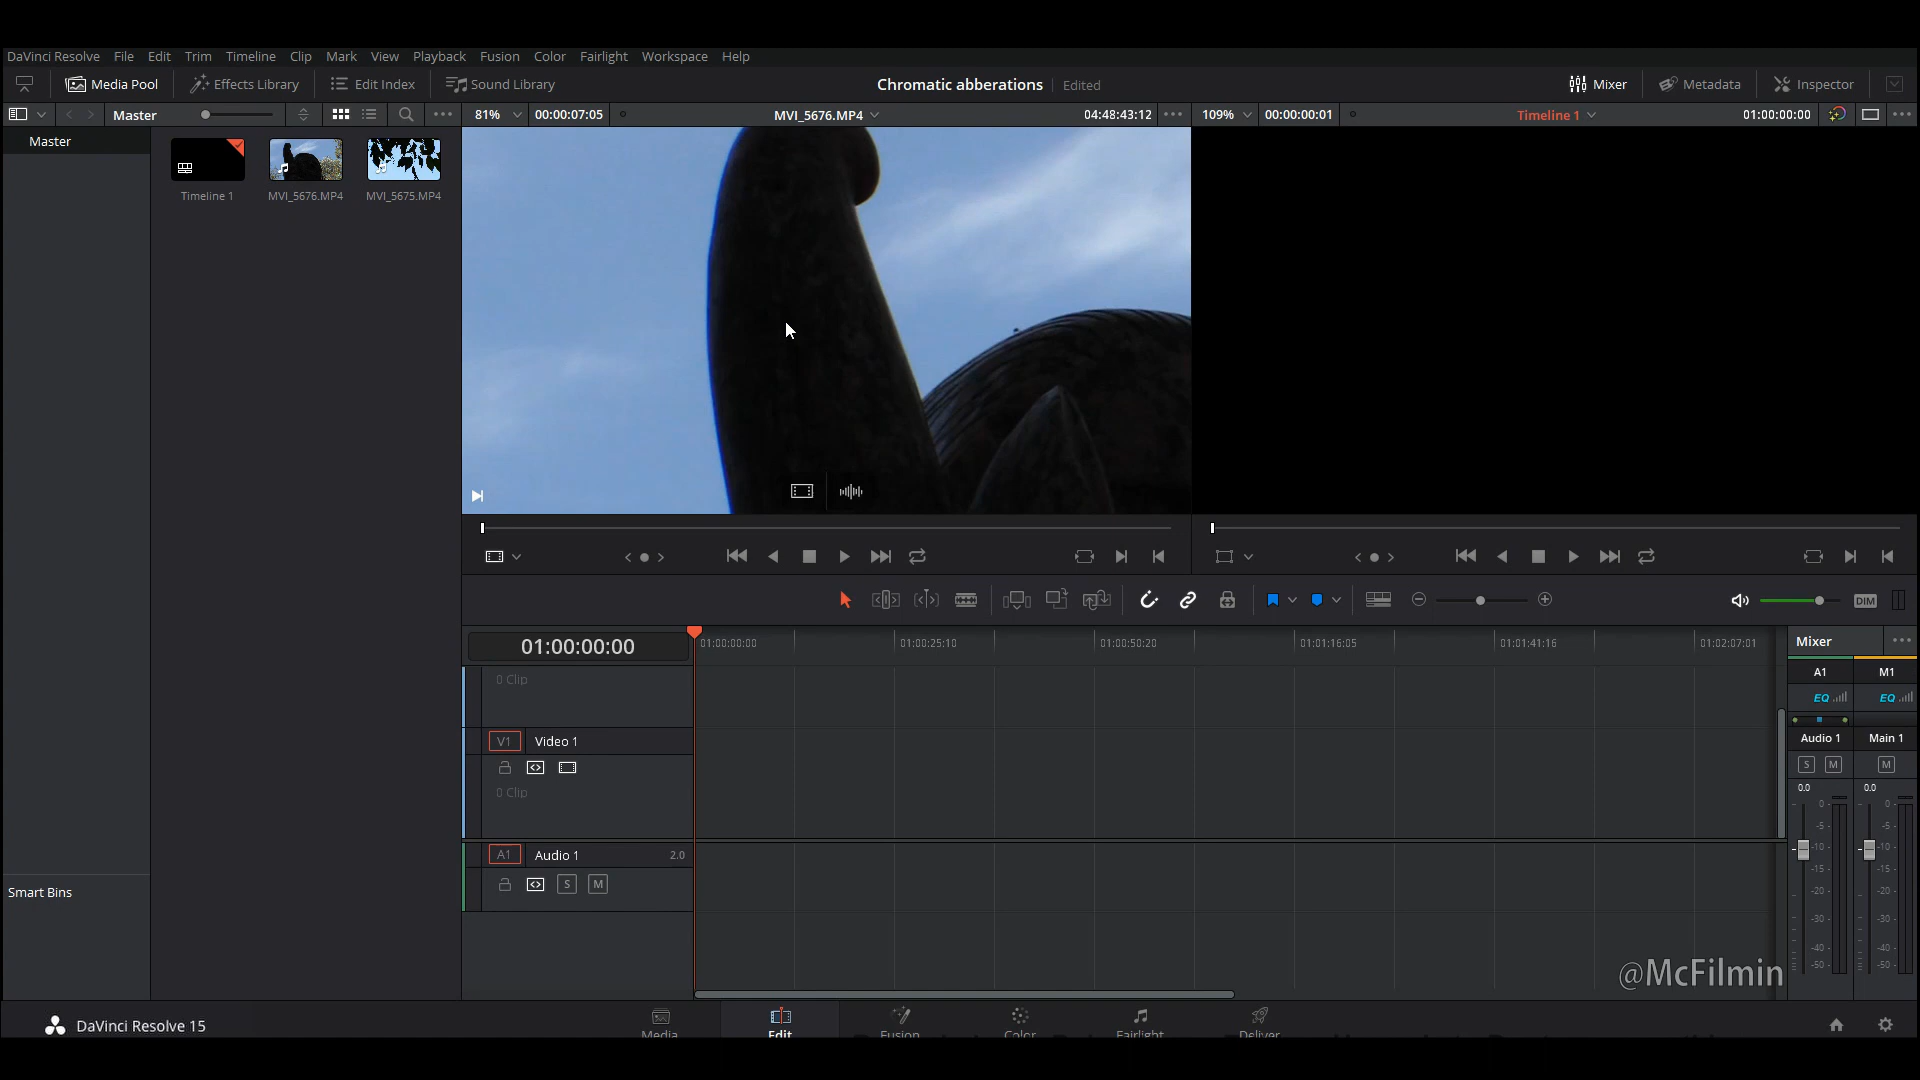 DaVinci Resolve File Edit Trim Timeline Clip Mark View Playback Fusion Color Fairlight Workspace Help
Media Pool Effects Library Edit Index Sound Library Chromatic abberations Edited Mixer Metadata Inspector
Master 81% 00:00:07:05 MVI_5676.MP4 04:48:43:12 109% 00:00:00:01 Timeline 1 01:00:00:00
Master
Timeline 1 MVI_5676.MP4 MVI_5675.MP4
DIM
01:00:00:00 01:00:00:00 01:00:25:10 01:00:50:20 01:01:16:05 01:01:41:16 01:02:07:01 Mixer
0 Clip A1 M1
EQ EQ
V1 Video 1 Audio 1 Main 1
S M M
0 Clip 0.0 0.0
0- 0-
-5- -5-
A1 Audio 1 2.0 -10- -10-
-15- -15-
S M
Smart Bins -20- -20-
-30- -30-
-40- -40-
-50- -50-
@McFilmin
DaVinci Resolve 15 Media Edit Fusion Color Fairlight Deliver